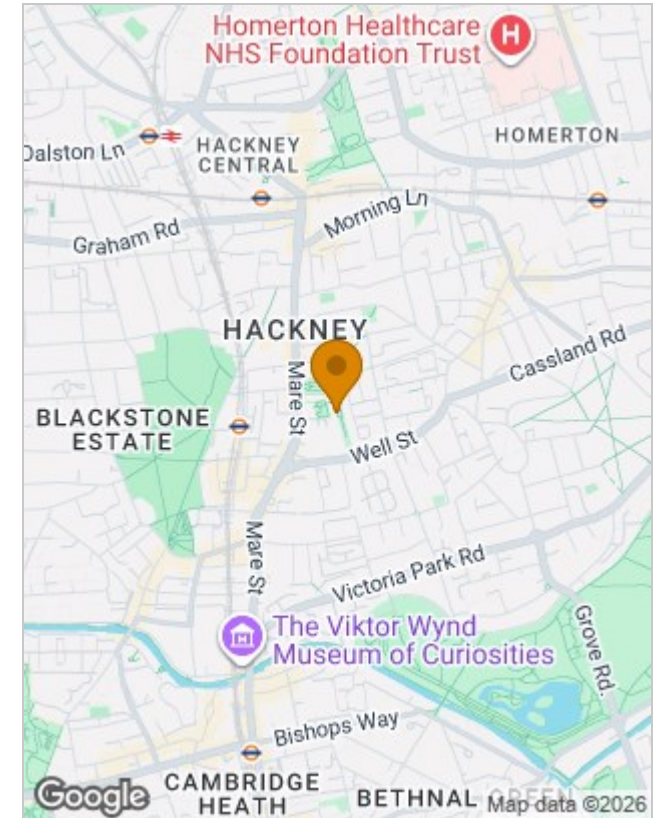 Homerton Healthcare
NHS Foundation Trust
H
Dalston Ln
HACKNEY
CENTRAL
HOMERTON
Morning Ln
Graham Rd
HACKNEY
Cassland Rd
Mare St
BLACKSTONE
ESTATE
Well St
Mare St
Victoria Park Rd
Grove Rd
The Viktor Wynd
Museum of Curiosities
Bishops Way
CAMBRIDGE
HEATH
BETHNAL GREEN
Google
Map data ©2026